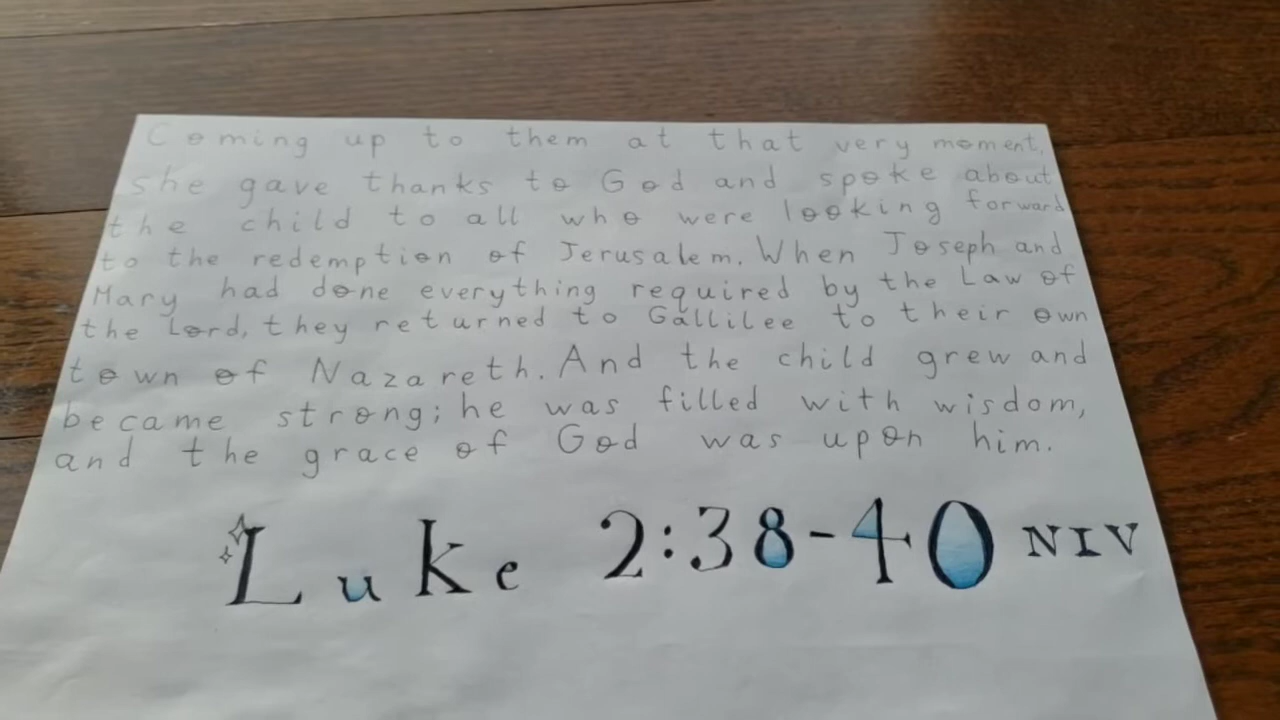 Coming up to them at that very moment,
she gave thanks to God and spoke about
the child to all who were looking forward
to the redemption of Jerusalem. When Joseph and
Mary had done everything required by the Law of
the Lord, they returned to Gallilee to their own
town of Nazareth. And the child grew and
became strong; he was filled with wisdom,
and the grace of God was upon him.
Luke 2:38-40 NIV